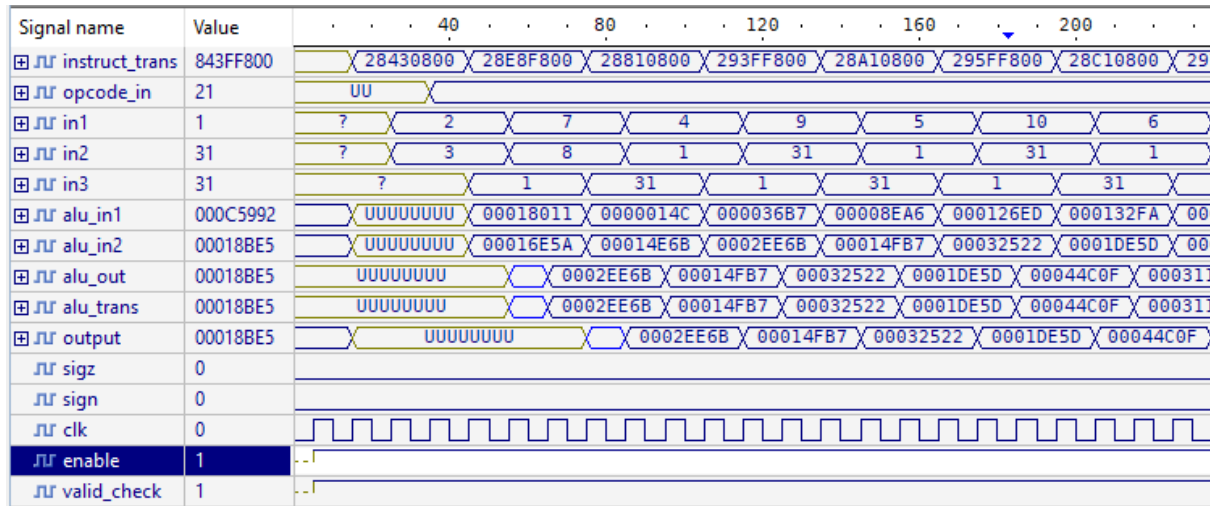 Signal name Value 40 80 120 160 200
instruct_trans 843FF800 28430800 28E8F800 28810800 293FF800 28A10800 295FF800 28C10800 29
opcode_in 21 UU
in1 1 ? 2 7 4 9 5 10 6
in2 31 ? 3 8 1 31 1 31 1
in3 31 ? 1 31 1 31 1 31
alu_in1 000C5992 UUUUUUUU 00018011 0000014C 000036B7 00008EA6 000126ED 000132FA 00
alu_in2 00018BE5 UUUUUUUU 00016E5A 00014E6B 0002EE6B 00014FB7 00032522 0001DE5D 00
alu_out 00018BE5 UUUUUUUU 0002EE6B 00014FB7 00032522 0001DE5D 00044C0F 000311
alu_trans 00018BE5 UUUUUUUU 0002EE6B 00014FB7 00032522 0001DE5D 00044C0F 000311
output 00018BE5 UUUUUUUU 0002EE6B 00014FB7 00032522 0001DE5D 00044C0F
sigz 0
sign 0
clk 0
enable 1
valid_check 1